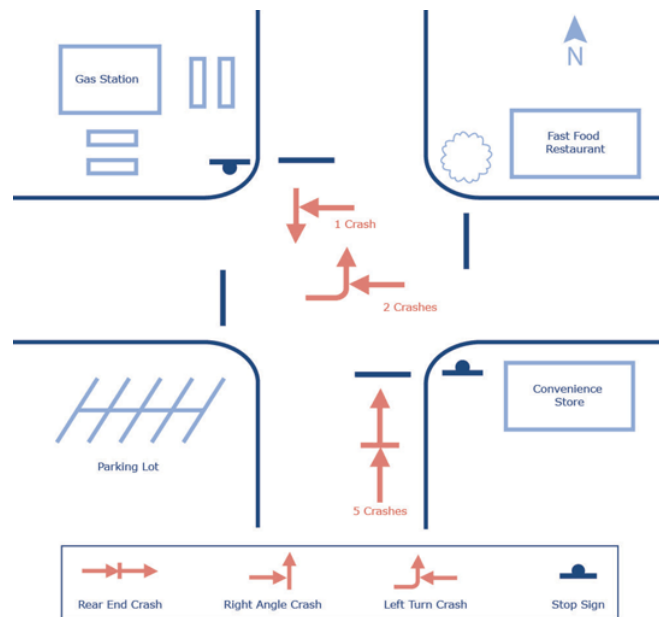 N
Gas Station
Fast Food
Restaurant
1 Crash
2 Crashes
Convenience
Store
Parking Lot
5 Crashes
Rear End Crash
Right Angle Crash
Left Turn Crash
Stop Sign